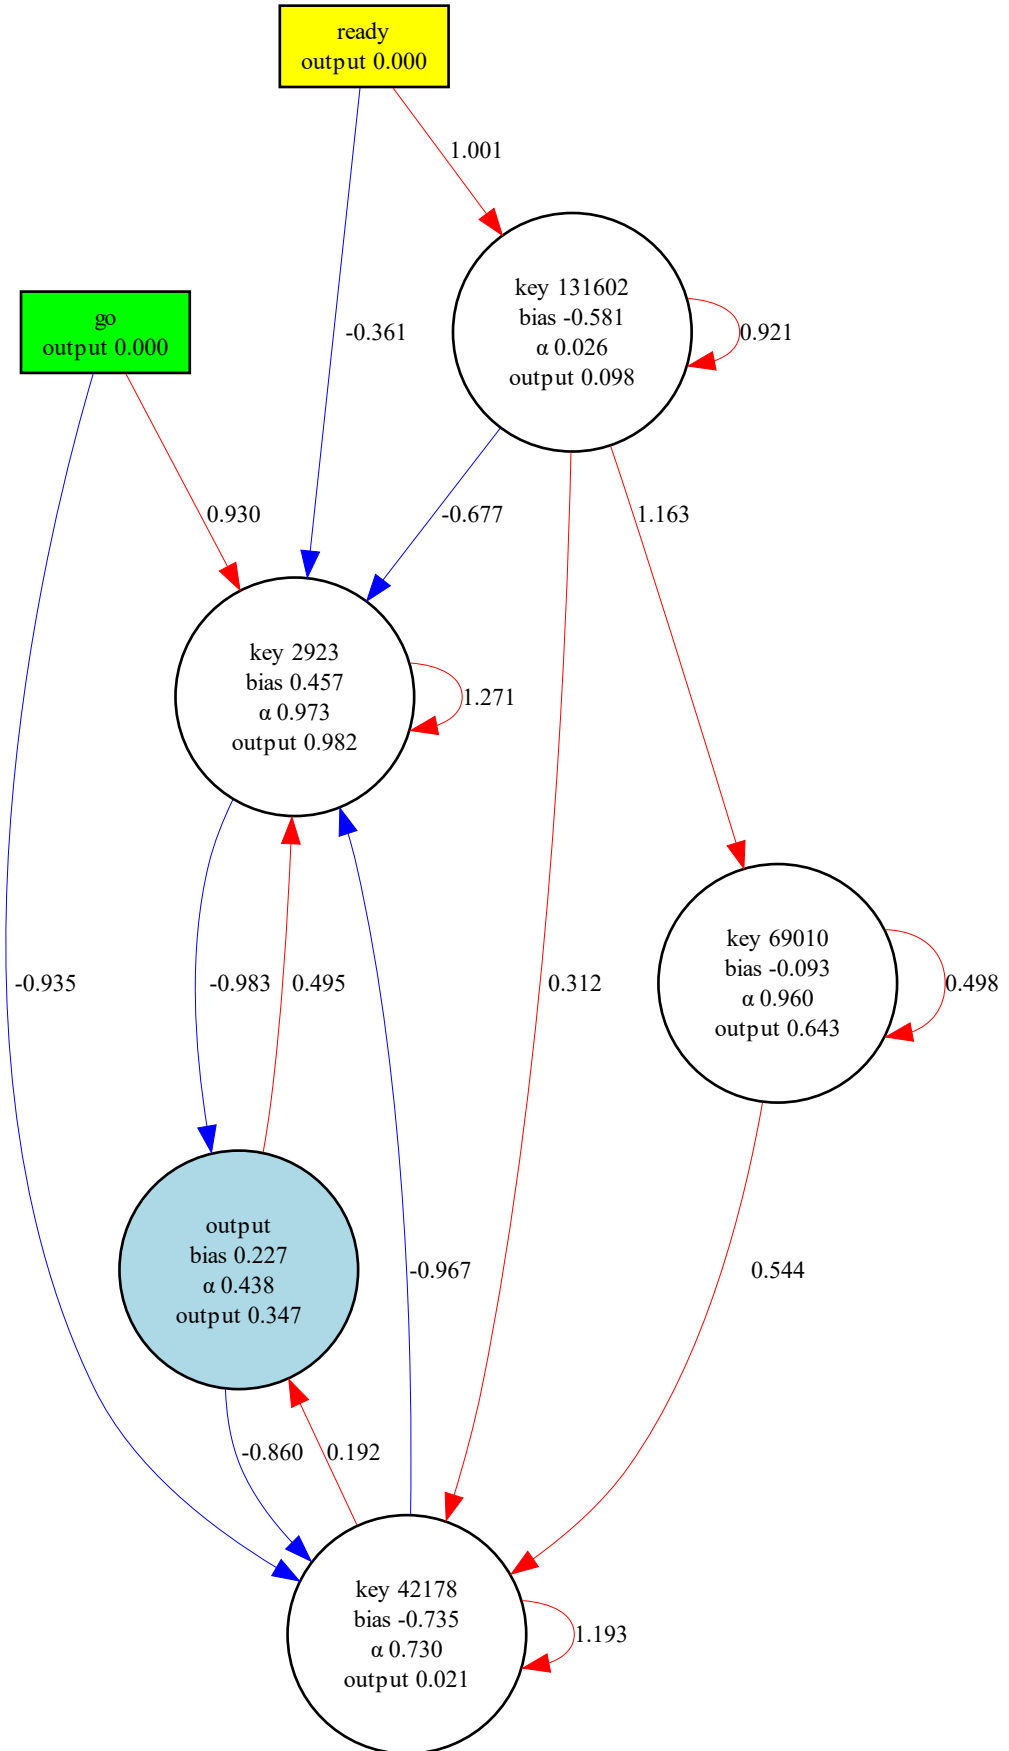 ready
output 0.000
1.001
key 131602
bias -0.581
α 0.026
output 0.098
0.921
go
output 0.000
-0.361
0.930
-0.677
1.163
key 2923
bias 0.457
α 0.973
output 0.982
1.271
key 69010
bias -0.093
α 0.960
output 0.643
0.498
-0.935
-0.983
0.495
0.312
output
bias 0.227
α 0.438
output 0.347
-0.967
0.544
-0.860
0.192
key 42178
bias -0.735
α 0.730
output 0.021
1.193